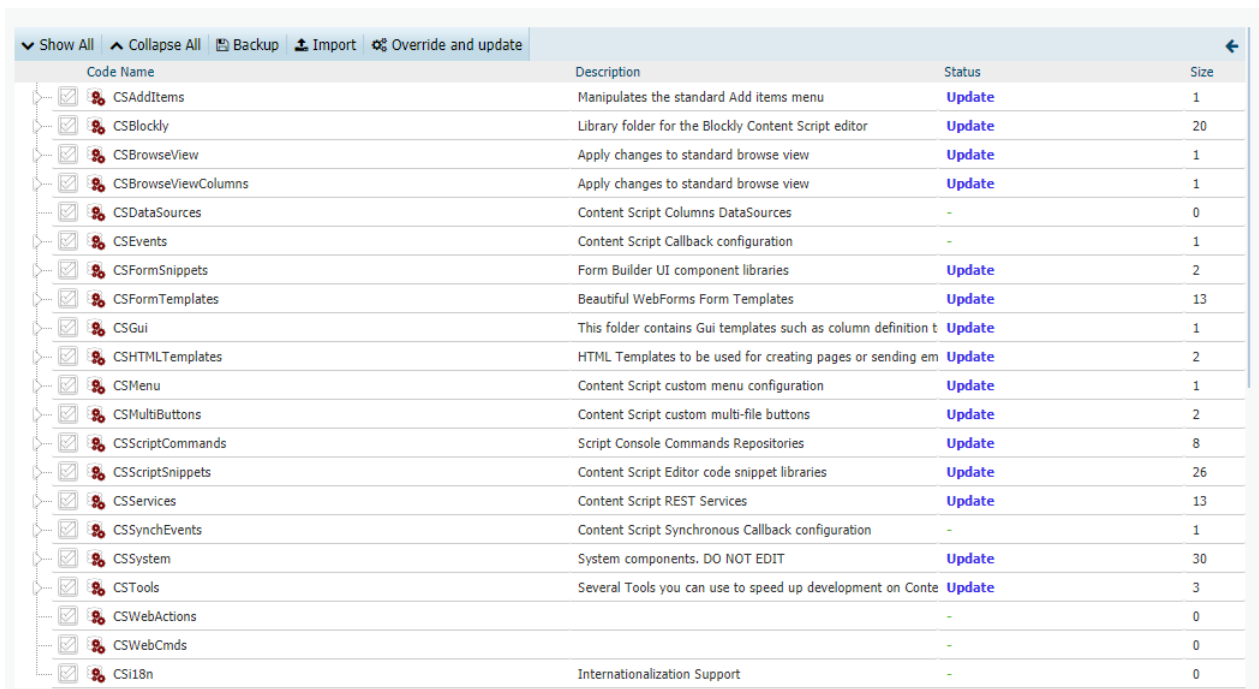 Show All Collapse All Backup Import Override and update
Code Name Description Status Size
CSAddItems Manipulates the standard Add items menu Update 1
CSBlockly Library folder for the Blockly Content Script editor Update 20
CSBrowseView Apply changes to standard browse view Update 1
CSBrowseViewColumns Apply changes to standard browse view Update 1
CSDataSources Content Script Columns DataSources - 0
CSEvents Content Script Callback configuration - 1
CSFormSnippets Form Builder UI component libraries Update 2
CSFormTemplates Beautiful WebForms Form Templates Update 13
CSGui This folder contains Gui templates such as column definition t Update 1
CSHTMLTemplates HTML Templates to be used for creating pages or sending em Update 2
CSMenu Content Script custom menu configuration Update 1
CSMultiButtons Content Script custom multi-file buttons Update 2
CSScriptCommands Script Console Commands Repositories Update 8
CSScriptSnippets Content Script Editor code snippet libraries Update 26
CSServices Content Script REST Services Update 13
CSSynchEvents Content Script Synchronous Callback configuration - 1
CSSystem System components. DO NOT EDIT Update 30
CSTools Several Tools you can use to speed up development on Conte Update 3
CSWebActions - 0
CSWebCmds - 0
CSi18n Internationalization Support - 0